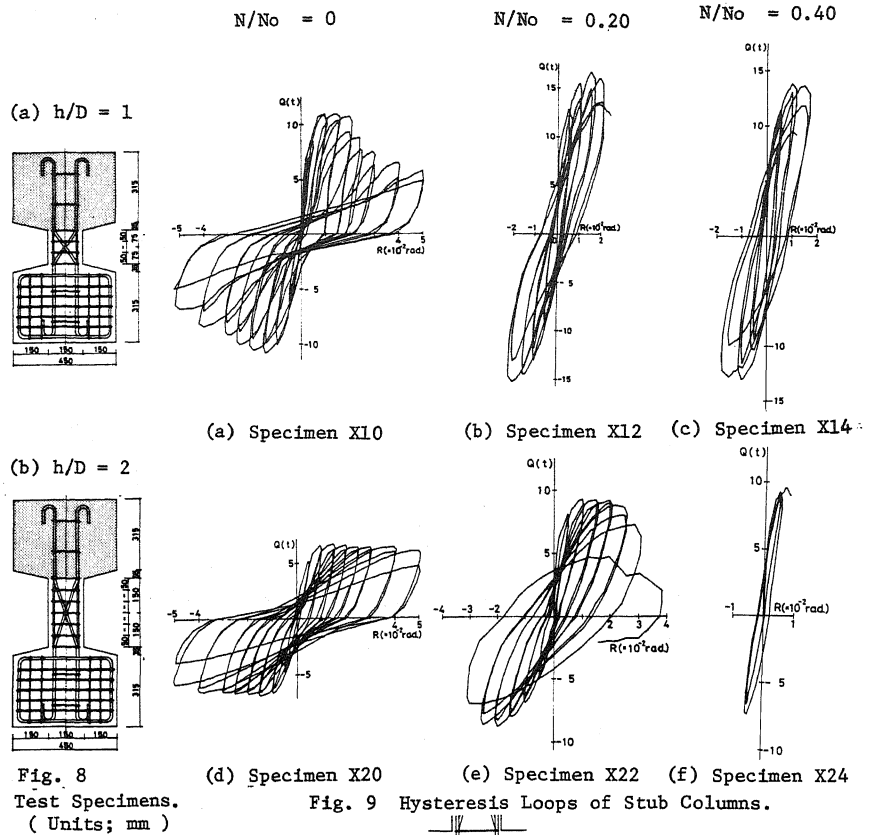 N/No = 0
N/No = 0.20
N/No = 0.40
(a) h/D = 1
315
315
150 150 150
450
Q(t)
10
5
-5 -4
4 5
R(×10⁻²rad.)
-5
-10
(a) Specimen X10
Q(t)
15
10
5
-2 -1
0 1 2
R(×10⁻²rad.)
-5
-10
-15
(b) Specimen X12
Q(t)
15
10
5
-2 -1
1 2
R(×10⁻²rad.)
-10
-15
(c) Specimen X14
(b) h/D = 2
315
315
150 150 150
450
Fig. 8
Test Specimens.
( Units; mm )
Q(t)
5
-5 -4
4 5
R(×10⁻²rad.)
-5
(d) Specimen X20
Q(t)
10
5
-4 -3 -2
2 3 4
R(×10⁻²rad.)
5
-10
(e) Specimen X22
Q(t)
10
5
-1
1
R(×10⁻²rad.)
5
-10
(f) Specimen X24
Fig. 9 Hysteresis Loops of Stub Columns.